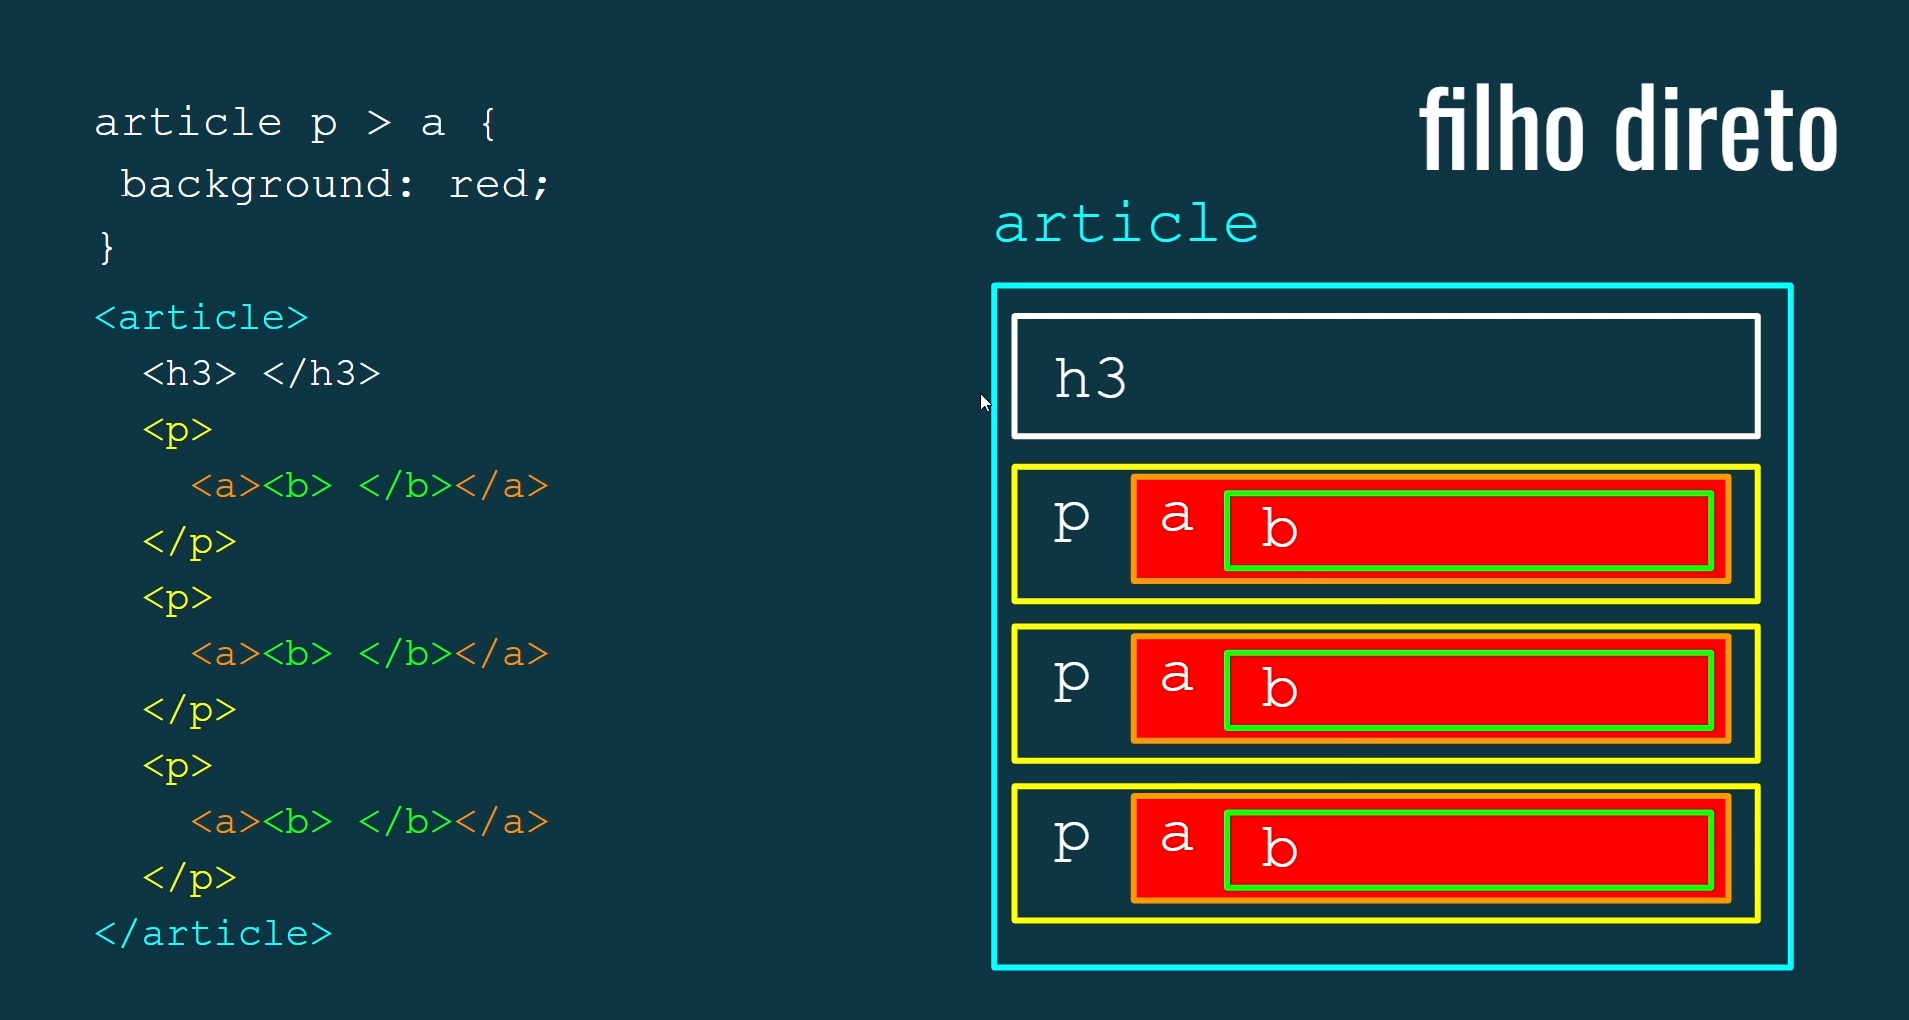 article p > a {
background: red;
}
<article>
<h3> </h3>
<p>
<a><b> </b></a>
</p>
<p>
<a><b> </b></a>
</p>
<p>
<a><b> </b></a>
</p>
</article>
filho direto
article
h3
p a b
p a b
p a b